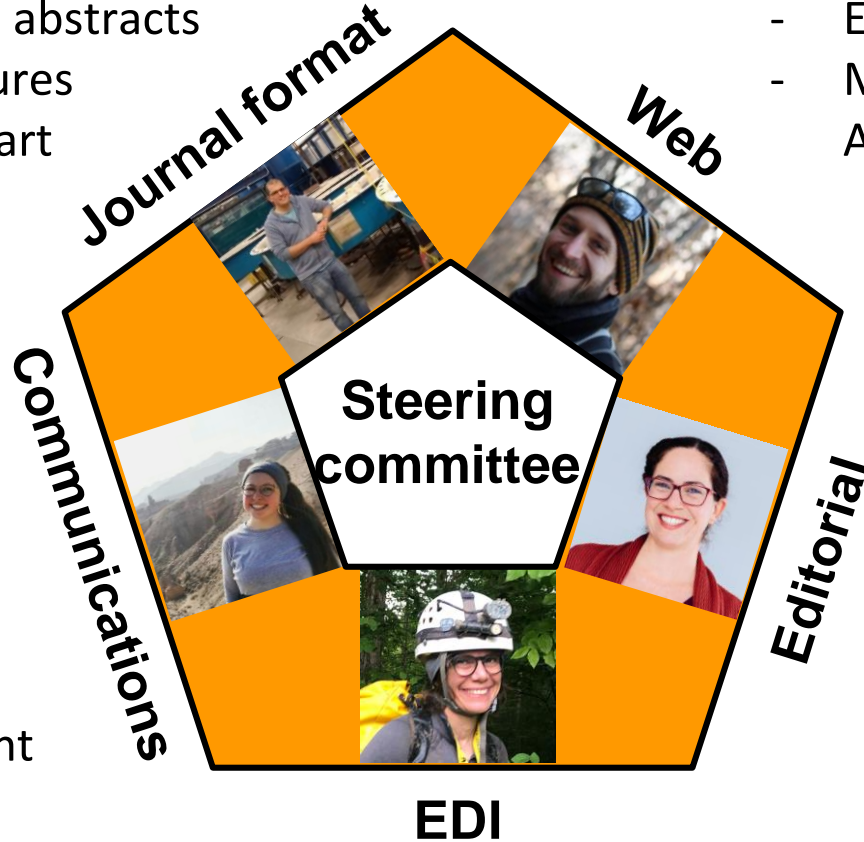 abstracts
ures
art
- E
- M
A
Journal format
Web
Communications
Steering
committee
Editorial
nt
EDI